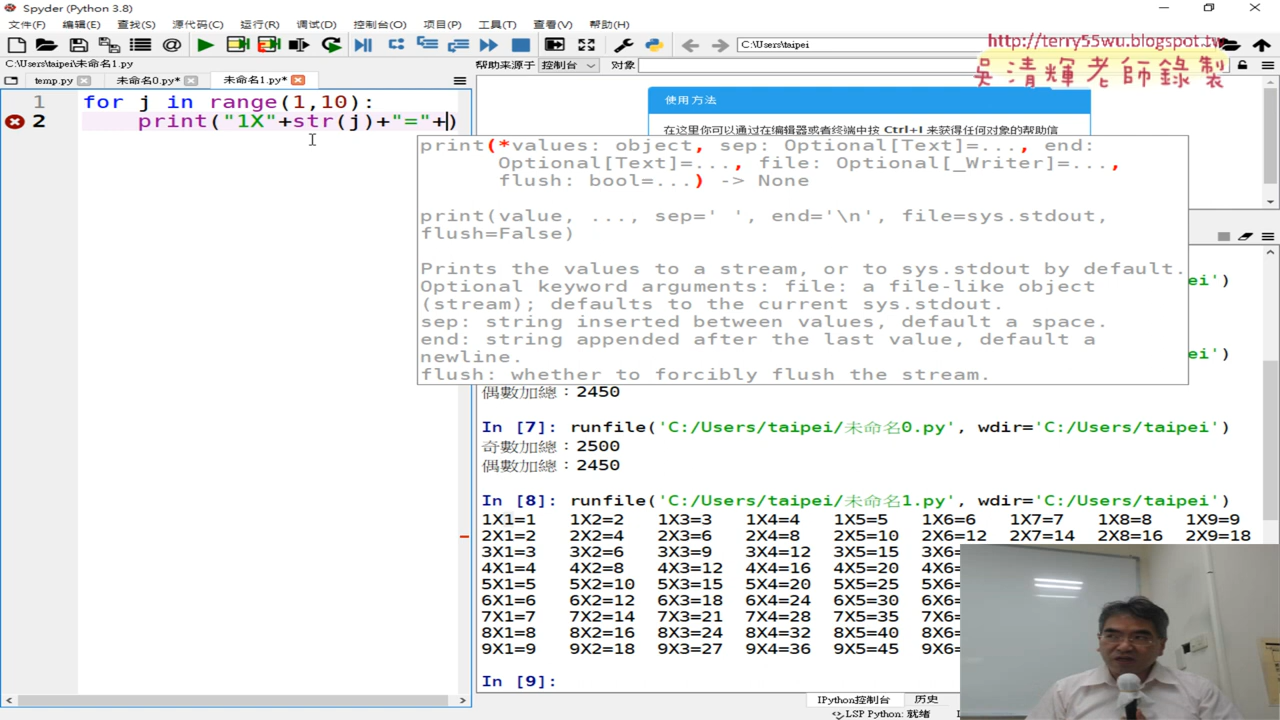 Spyder (Python 3.8)
文件(F) 编辑(E) 查找(S) 源代码(C) 运行(R) 调试(D) 控制台(O) 项目(P) 工具(T) 查看(V) 帮助(H)
C:\Users\taipei
http://terry55wu.blogspot.tw
吳清輝老師錄製
C:\Users\taipei\未命名1.py
帮助来源于 控制台 对象
temp.py 未命名0.py* 未命名1.py*
使用方法
在这里你可以通过在编辑器或者终端中按 Ctrl+I 来获得任何对象的帮助信
1 for j in range(1,10):
2 print("1X"+str(j)+"="+)
print(*values: object, sep: Optional[Text]=..., end:
Optional[Text]=..., file: Optional[_Writer]=...,
flush: bool=...) -> None
print(value, ..., sep=' ', end='\n', file=sys.stdout,
flush=False)
Prints the values to a stream, or to sys.stdout by default.
Optional keyword arguments: file: a file-like object
(stream); defaults to the current sys.stdout.
sep: string inserted between values, default a space.
end: string appended after the last value, default a
newline.
flush: whether to forcibly flush the stream.
ei')
ei')
偶數加總：2450
In [7]: runfile('C:/Users/taipei/未命名0.py', wdir='C:/Users/taipei')
奇數加總：2500
偶數加總：2450
In [8]: runfile('C:/Users/taipei/未命名1.py', wdir='C:/Users/taipei')
1X1=1 1X2=2 1X3=3 1X4=4 1X5=5 1X6=6 1X7=7 1X8=8 1X9=9
2X1=2 2X2=4 2X3=6 2X4=8 2X5=10 2X6=12 2X7=14 2X8=16 2X9=18
3X1=3 3X2=6 3X3=9 3X4=12 3X5=15 3X6=
4X1=4 4X2=8 4X3=12 4X4=16 4X5=20 4X6=
5X1=5 5X2=10 5X3=15 5X4=20 5X5=25 5X6=
6X1=6 6X2=12 6X3=18 6X4=24 6X5=30 6X6=
7X1=7 7X2=14 7X3=21 7X4=28 7X5=35 7X6=
8X1=8 8X2=16 8X3=24 8X4=32 8X5=40 8X6=
9X1=9 9X2=18 9X3=27 9X4=36 9X5=45 9X6=
In [9]:
IPython控制台 历史
LSP Python: 就绪